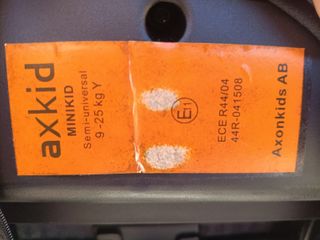 axkid
MINIKID
Semi-universal
9-25 kg Y
E1
ECE R44/04
44R-041508
Axonkids AB